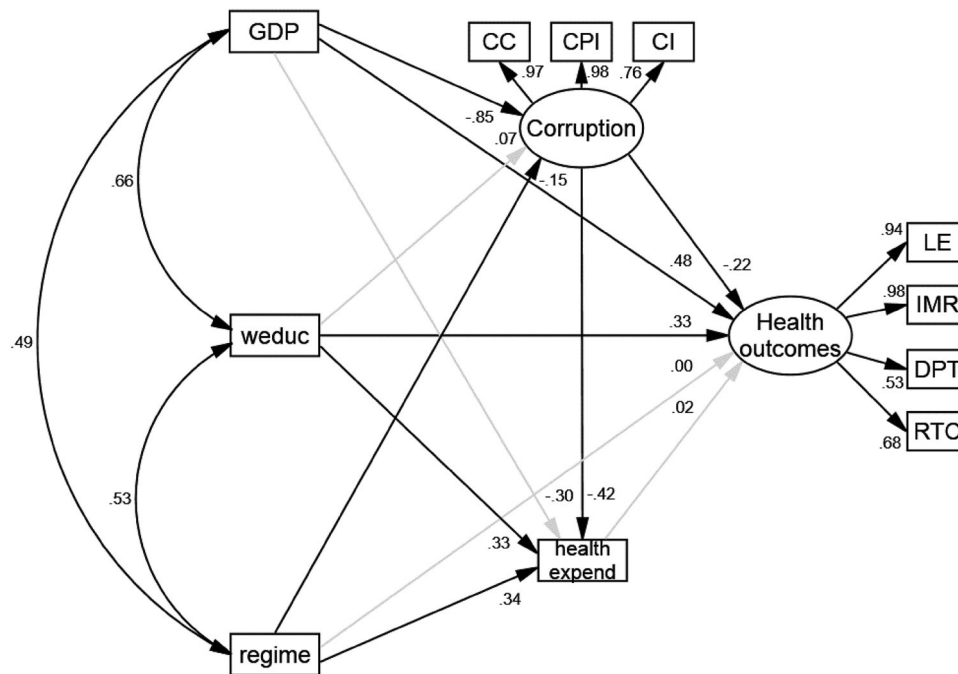 GDP
CC
CPI
CI
.97
.98
.76
-.85
Corruption
.07
-.15
.66
.94
LE
.48
-.22
.98
IMR
.49
weduc
.33
Health
outcomes
.00
DPT
.53
.02
RTC
.68
.53
-.30
-.42
.33
health
expend
.34
regime